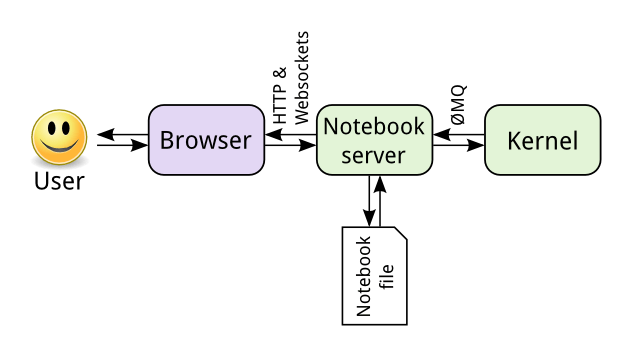 HTTP &
Websockets
ØMQ
Browser
Notebook
server
Kernel
User
Notebook
file